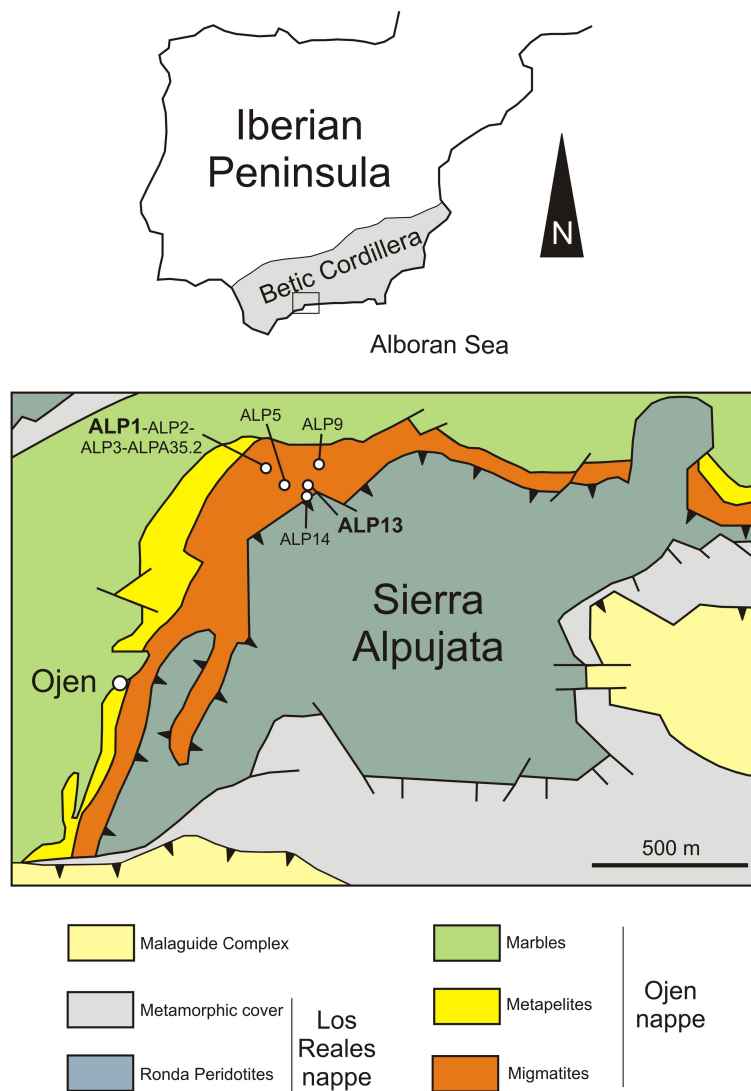 Iberian
Peninsula
N
Betic Cordillera
Alboran Sea
ALP1-ALP2-
ALP3-ALPA35.2
ALP5
ALP9
ALP13
ALP14
Sierra
Alpujata
Ojen
500 m
Malaguide Complex
Metamorphic cover
Ronda Peridotites
Los
Reales
nappe
Marbles
Metapelites
Migmatites
Ojen
nappe